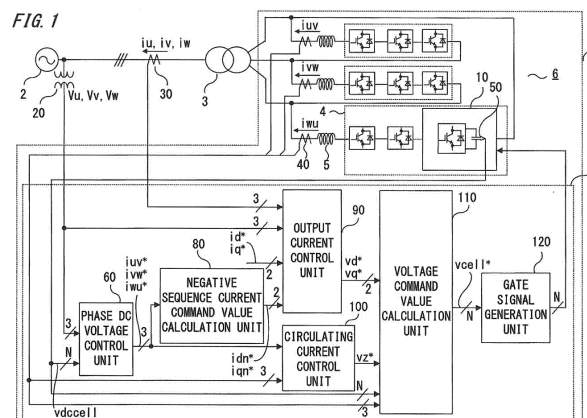 FIG. 1
iu, iv, iw
iuv
2
30
3
20
Vu, Vv, Vw
ivw
10
50
6
4
iwu
40
5
3
3
90
110
80
id*
iq*
2
OUTPUT
CURRENT
CONTROL
UNIT
vd*
vq*
2
VOLTAGE
COMMAND
VALUE
CALCULATION
UNIT
vcell*
N
120
GATE
SIGNAL
GENERATION
UNIT
N
60
iuv*
ivw*
iwu*
NEGATIVE
SEQUENCE CURRENT
COMMAND VALUE
CALCULATION UNIT
2
PHASE DC
VOLTAGE
CONTROL
UNIT
3
N
3
idn*
iqn*
3
100
CIRCULATING
CURRENT
CONTROL
UNIT
vz*
N
3
vdccell